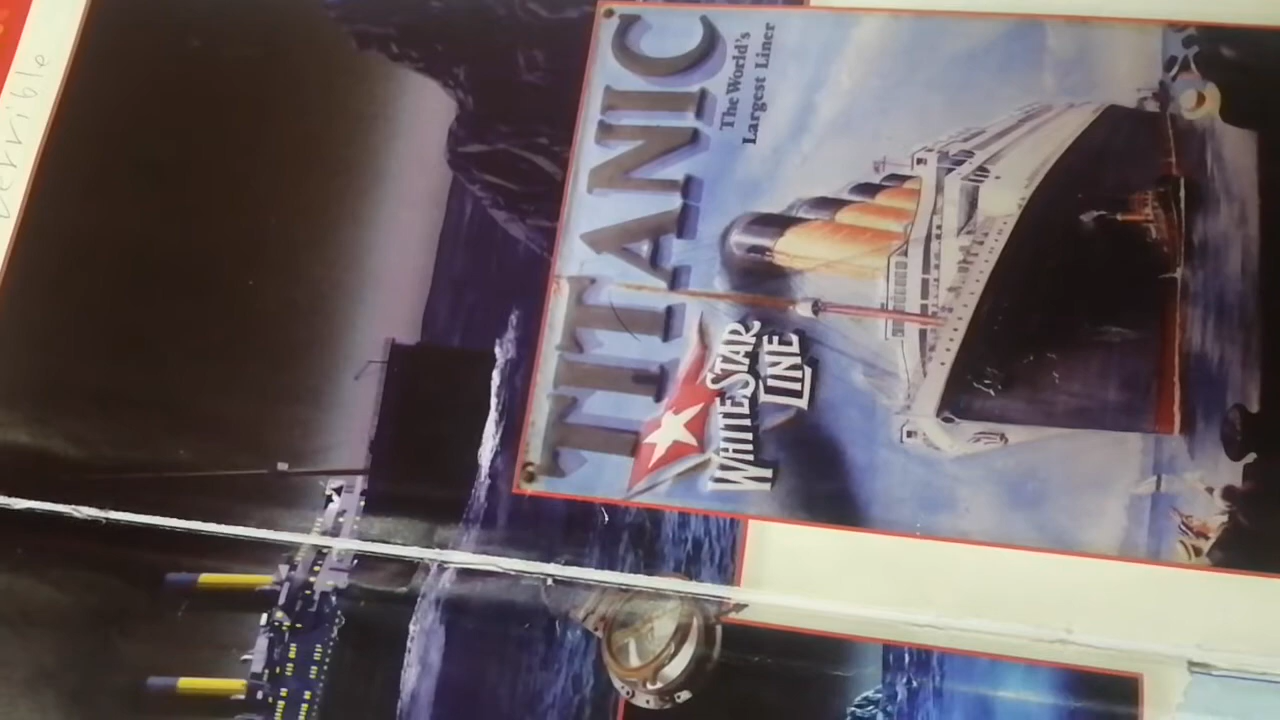 TITANIC
The World's
Largest Liner
WHITE STAR
LINE